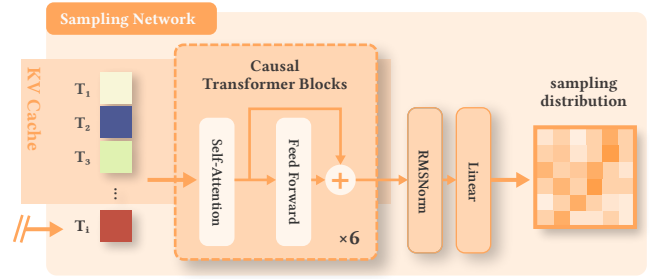 Sampling Network
KV Cache
T₁
T₂
T₃
...
Tᵢ
Causal
Transformer Blocks
Self-Attention
Feed Forward
+
×6
RMSNorm
Linear
sampling
distribution